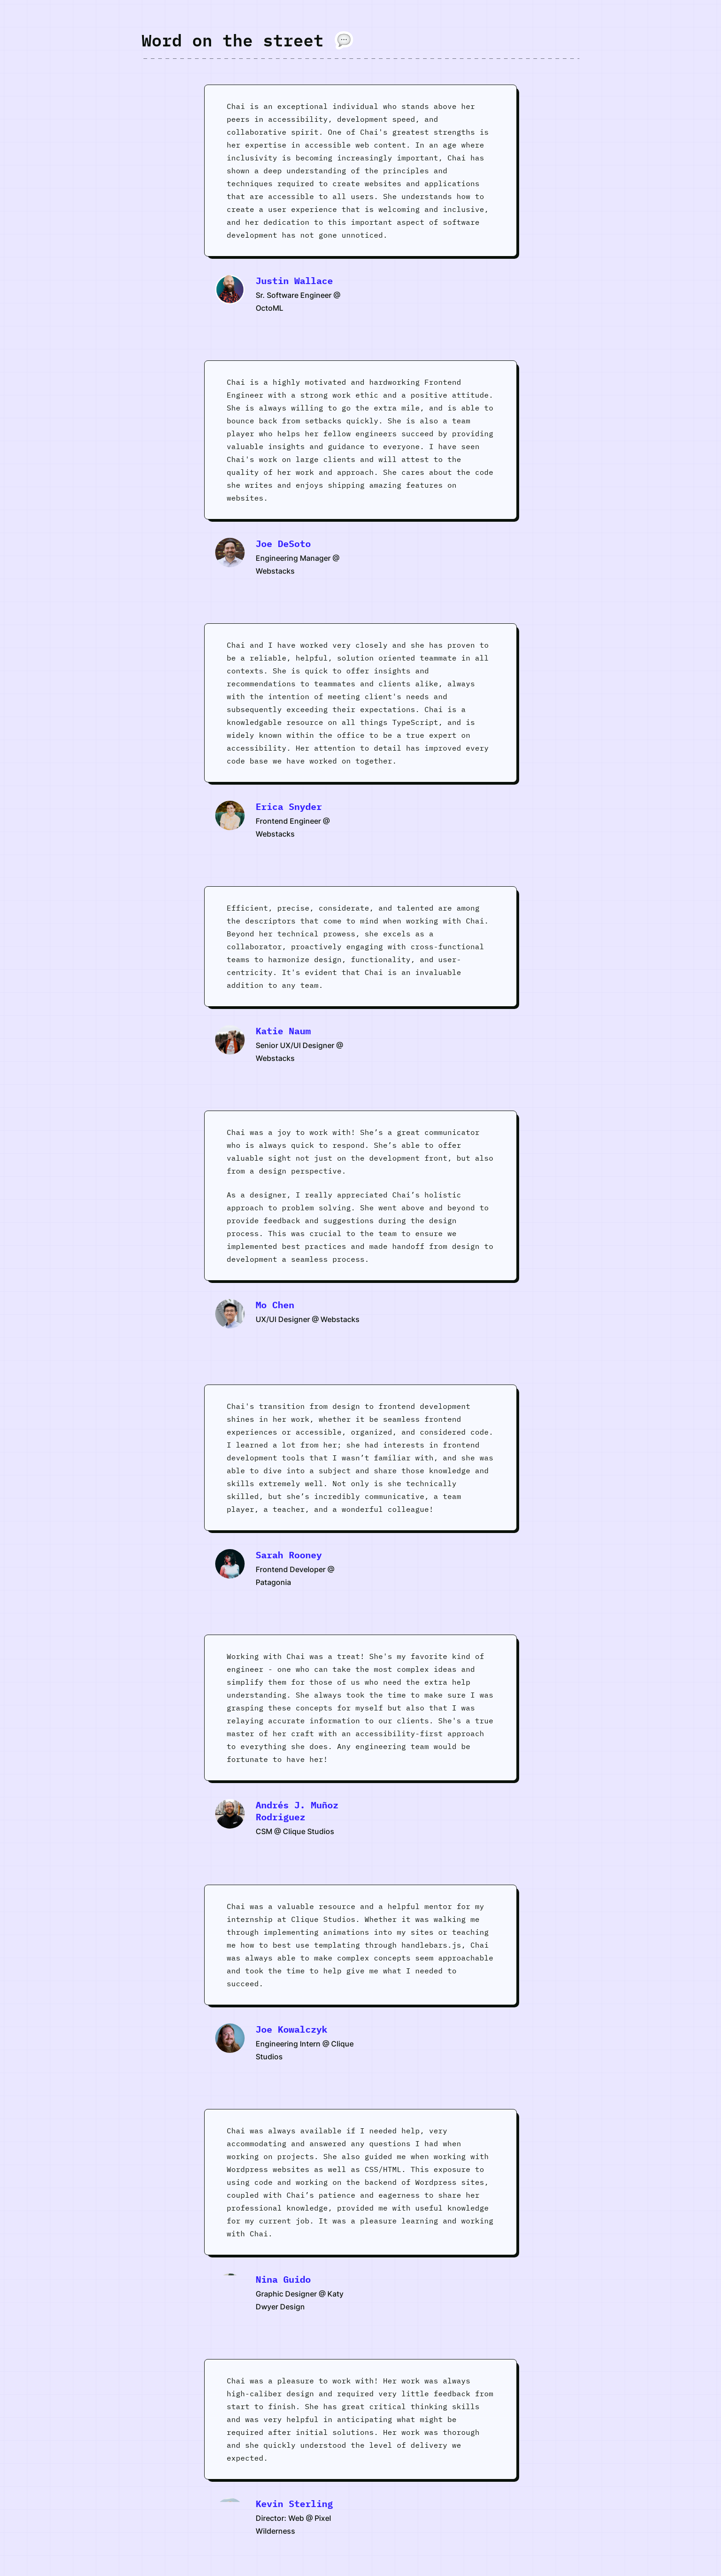 Word on the street 💬
Chai is an exceptional individual who stands above her
peers in accessibility, development speed, and
collaborative spirit. One of Chai's greatest strengths is
her expertise in accessible web content. In an age where
inclusivity is becoming increasingly important, Chai has
shown a deep understanding of the principles and
techniques required to create websites and applications
that are accessible to all users. She understands how to
create a user experience that is welcoming and inclusive,
and her dedication to this important aspect of software
development has not gone unnoticed.
Justin Wallace
Sr. Software Engineer @
OctoML
Chai is a highly motivated and hardworking Frontend
Engineer with a strong work ethic and a positive attitude.
She is always willing to go the extra mile, and is able to
bounce back from setbacks quickly. She is also a team
player who helps her fellow engineers succeed by providing
valuable insights and guidance to everyone. I have seen
Chai's work on large clients and will attest to the
quality of her work and approach. She cares about the code
she writes and enjoys shipping amazing features on
websites.
Joe DeSoto
Engineering Manager @
Webstacks
Chai and I have worked very closely and she has proven to
be a reliable, helpful, solution oriented teammate in all
contexts. She is quick to offer insights and
recommendations to teammates and clients alike, always
with the intention of meeting client's needs and
subsequently exceeding their expectations. Chai is a
knowledgable resource on all things TypeScript, and is
widely known within the office to be a true expert on
accessibility. Her attention to detail has improved every
code base we have worked on together.
Erica Snyder
Frontend Engineer @
Webstacks
Efficient, precise, considerate, and talented are among
the descriptors that come to mind when working with Chai.
Beyond her technical prowess, she excels as a
collaborator, proactively engaging with cross-functional
teams to harmonize design, functionality, and user-
centricity. It's evident that Chai is an invaluable
addition to any team.
Katie Naum
Senior UX/UI Designer @
Webstacks
Chai was a joy to work with! She’s a great communicator
who is always quick to respond. She’s able to offer
valuable sight not just on the development front, but also
from a design perspective.
As a designer, I really appreciated Chai’s holistic
approach to problem solving. She went above and beyond to
provide feedback and suggestions during the design
process. This was crucial to the team to ensure we
implemented best practices and made handoff from design to
development a seamless process.
Mo Chen
UX/UI Designer @ Webstacks
Chai's transition from design to frontend development
shines in her work, whether it be seamless frontend
experiences or accessible, organized, and considered code.
I learned a lot from her; she had interests in frontend
development tools that I wasn’t familiar with, and she was
able to dive into a subject and share those knowledge and
skills extremely well. Not only is she technically
skilled, but she’s incredibly communicative, a team
player, a teacher, and a wonderful colleague!
Sarah Rooney
Frontend Developer @
Patagonia
Working with Chai was a treat! She's my favorite kind of
engineer - one who can take the most complex ideas and
simplify them for those of us who need the extra help
understanding. She always took the time to make sure I was
grasping these concepts for myself but also that I was
relaying accurate information to our clients. She's a true
master of her craft with an accessibility-first approach
to everything she does. Any engineering team would be
fortunate to have her!
Andrés J. Muñoz
Rodriguez
CSM @ Clique Studios
Chai was a valuable resource and a helpful mentor for my
internship at Clique Studios. Whether it was walking me
through implementing animations into my sites or teaching
me how to best use templating through handlebars.js, Chai
was always able to make complex concepts seem approachable
and took the time to help give me what I needed to
succeed.
Joe Kowalczyk
Engineering Intern @ Clique
Studios
Chai was always available if I needed help, very
accommodating and answered any questions I had when
working on projects. She also guided me when working with
Wordpress websites as well as CSS/HTML. This exposure to
using code and working on the backend of Wordpress sites,
coupled with Chai’s patience and eagerness to share her
professional knowledge, provided me with useful knowledge
for my current job. It was a pleasure learning and working
with Chai.
Nina Guido
Graphic Designer @ Katy
Dwyer Design
Chai was a pleasure to work with! Her work was always
high-caliber design and required very little feedback from
start to finish. She has great critical thinking skills
and was very helpful in anticipating what might be
required after initial solutions. Her work was thorough
and she quickly understood the level of delivery we
expected.
Kevin Sterling
Director: Web @ Pixel
Wilderness